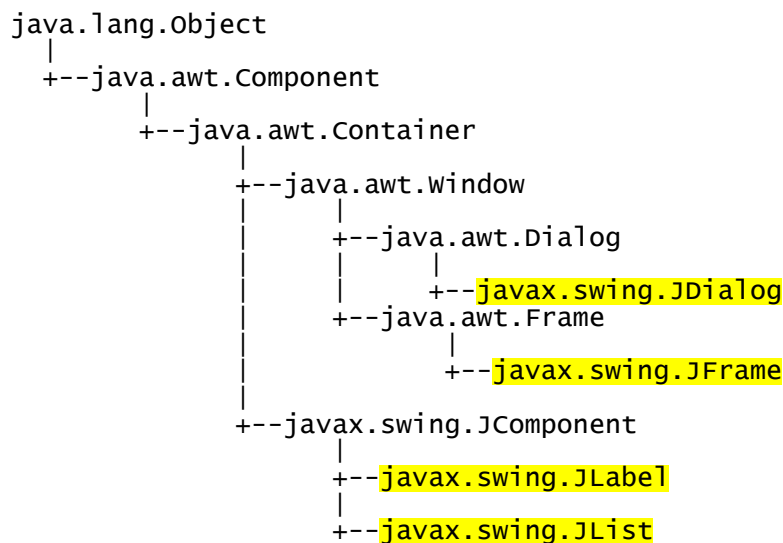 java.lang.Object
|
+--java.awt.Component
|
+--java.awt.Container
|
+--java.awt.Window
| |
| +--java.awt.Dialog
| | |
| | +--javax.swing.JDialog
| +--java.awt.Frame
| |
| +--javax.swing.JFrame
|
+--javax.swing.JComponent
|
+--javax.swing.JLabel
|
+--javax.swing.JList